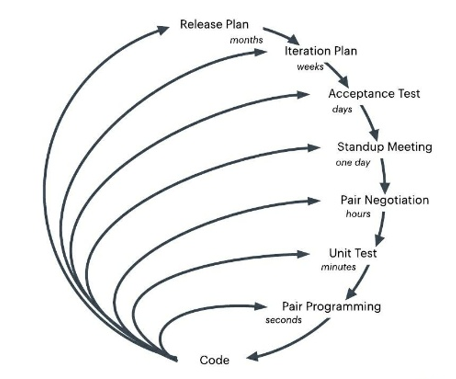 Release Plan
months
Iteration Plan
weeks
Acceptance Test
days
Standup Meeting
one day
Pair Negotiation
hours
Unit Test
minutes
Pair Programming
seconds
Code